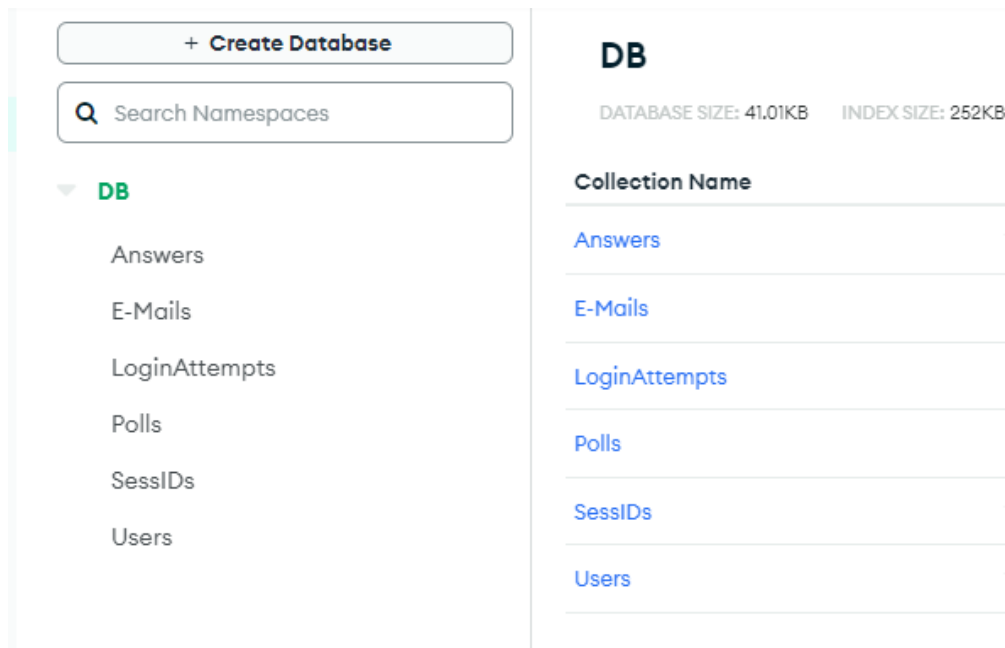 + Create Database
Search Namespaces
DB
Answers
E-Mails
LoginAttempts
Polls
SessIDs
Users
DB
DATABASE SIZE: 41.01KB INDEX SIZE: 252KB
Collection Name
Answers
E-Mails
LoginAttempts
Polls
SessIDs
Users